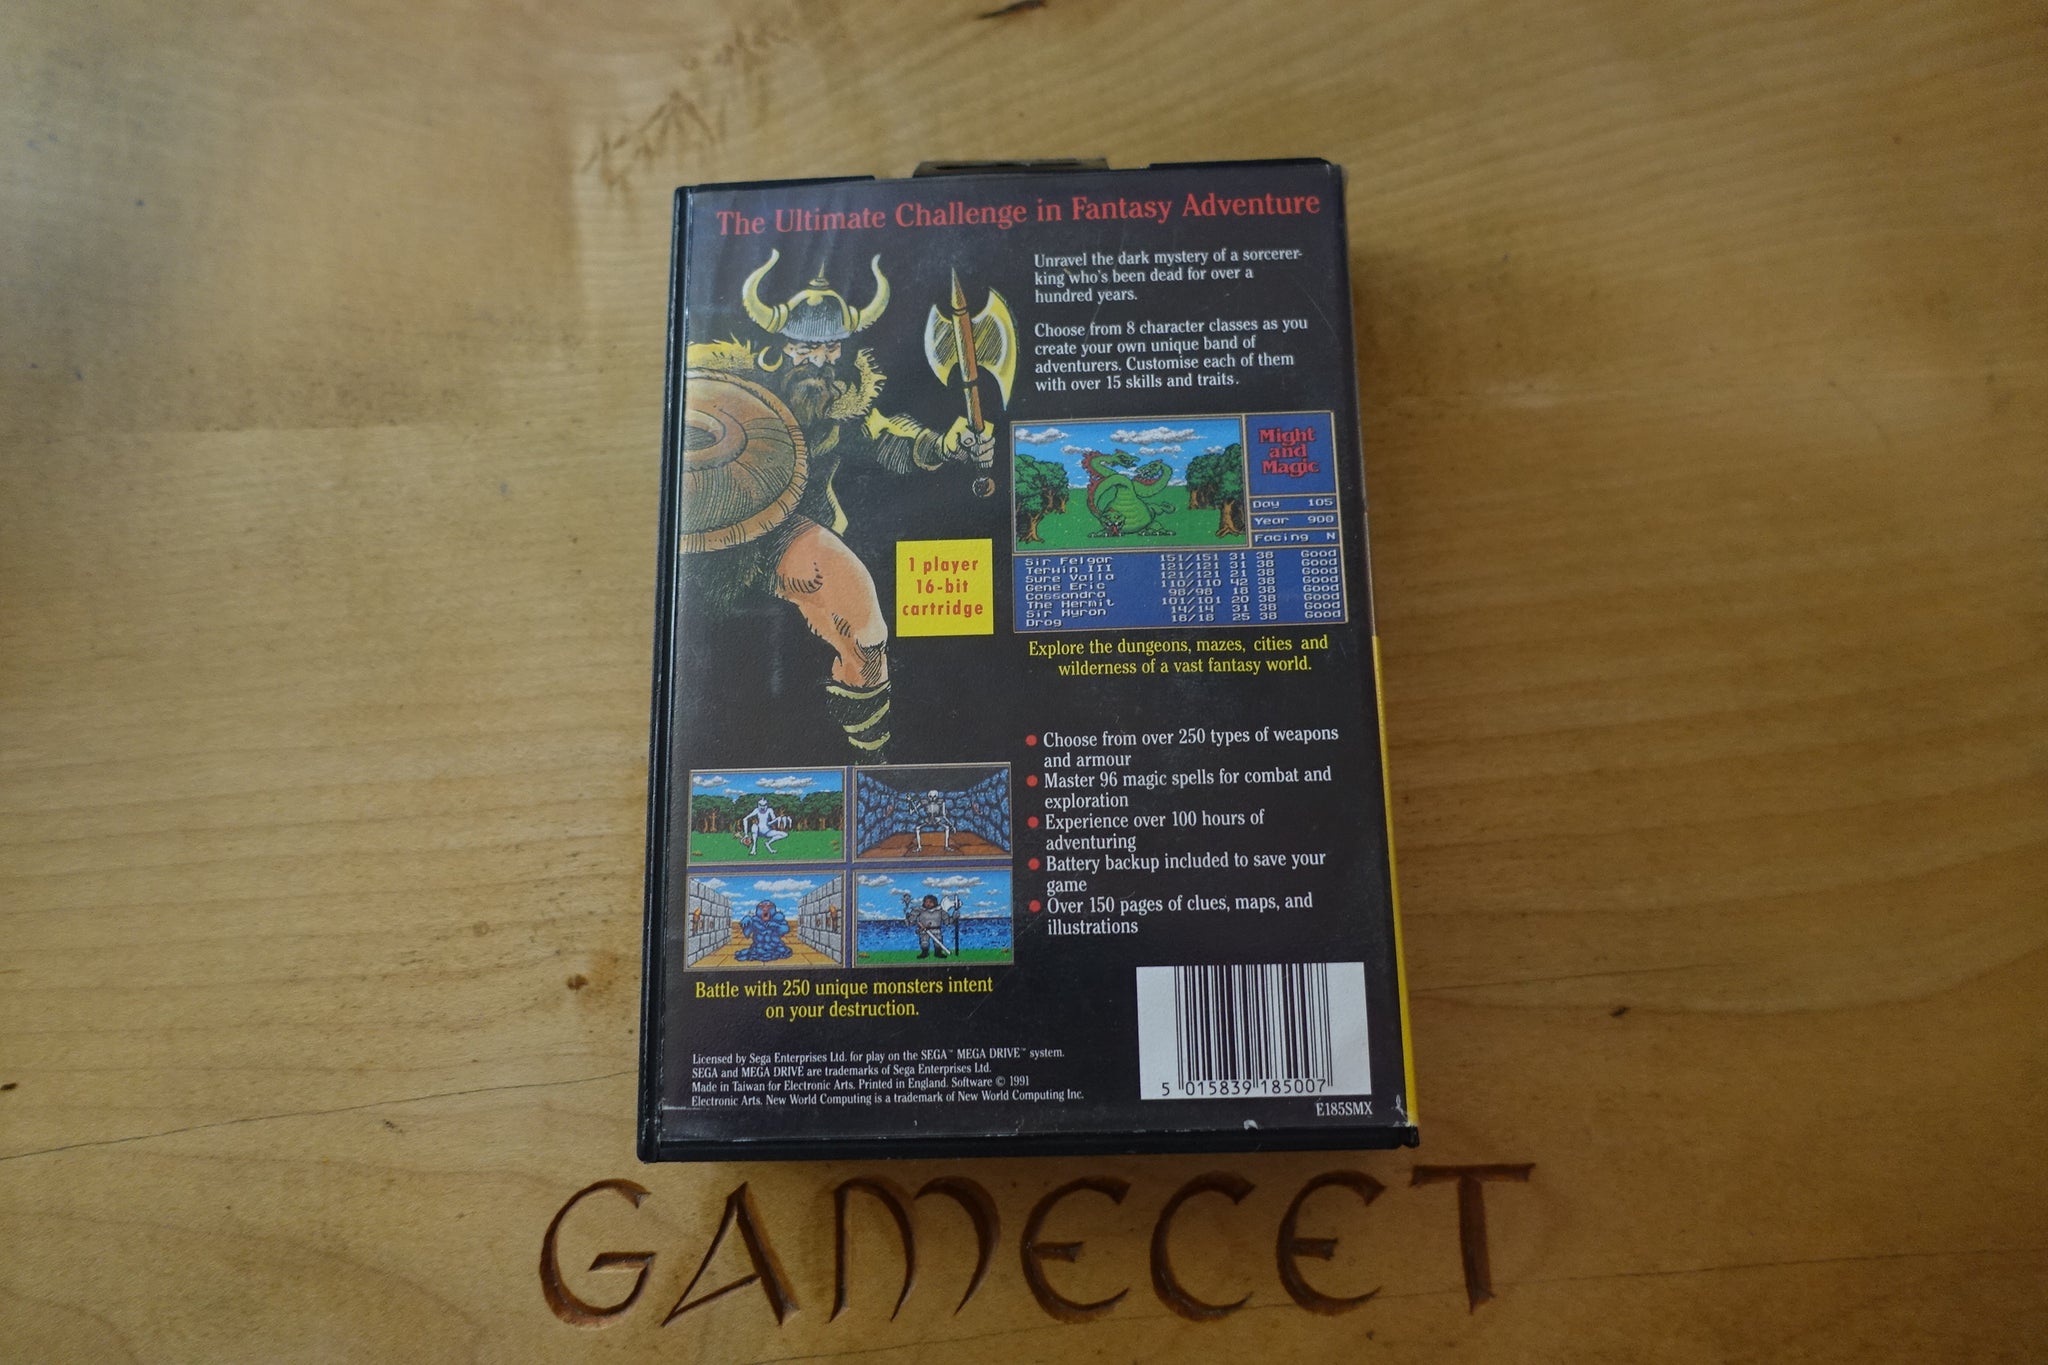 The Ultimate Challenge in Fantasy Adventure
Unravel the dark mystery of a sorcerer-
king who's been dead for over a
hundred years.
Choose from 8 character classes as you
create your own unique band of
adventurers. Customise each of them
with over 15 skills and traits.
Might
and
Magic
Day 105
Year 900
Facing N
Sir Felgar 151/151 31 38 Good
Terwin III 121/121 31 38 Good
Sure Valla 121/121 21 38 Good
Gene Eric 110/110 42 38 Good
Cassandra 98/98 18 38 Good
The Hermit 101/101 20 38 Good
Sir Hyron 14/14 31 38 Good
Drog 18/18 25 38 Good
1 player
16-bit
cartridge
Explore the dungeons, mazes, cities and
wilderness of a vast fantasy world.
• Choose from over 250 types of weapons
and armour
• Master 96 magic spells for combat and
exploration
• Experience over 100 hours of
adventuring
• Battery backup included to save your
game
• Over 150 pages of clues, maps, and
illustrations
Battle with 250 unique monsters intent
on your destruction.
Licensed by Sega Enterprises Ltd. for play on the SEGA™ MEGA DRIVE™ system.
SEGA and MEGA DRIVE are trademarks of Sega Enterprises Ltd.
Made in Taiwan for Electronic Arts. Printed in England. Software © 1991
Electronic Arts. New World Computing is a trademark of New World Computing Inc.
5 015839 185007
E185SMX
GAMECET